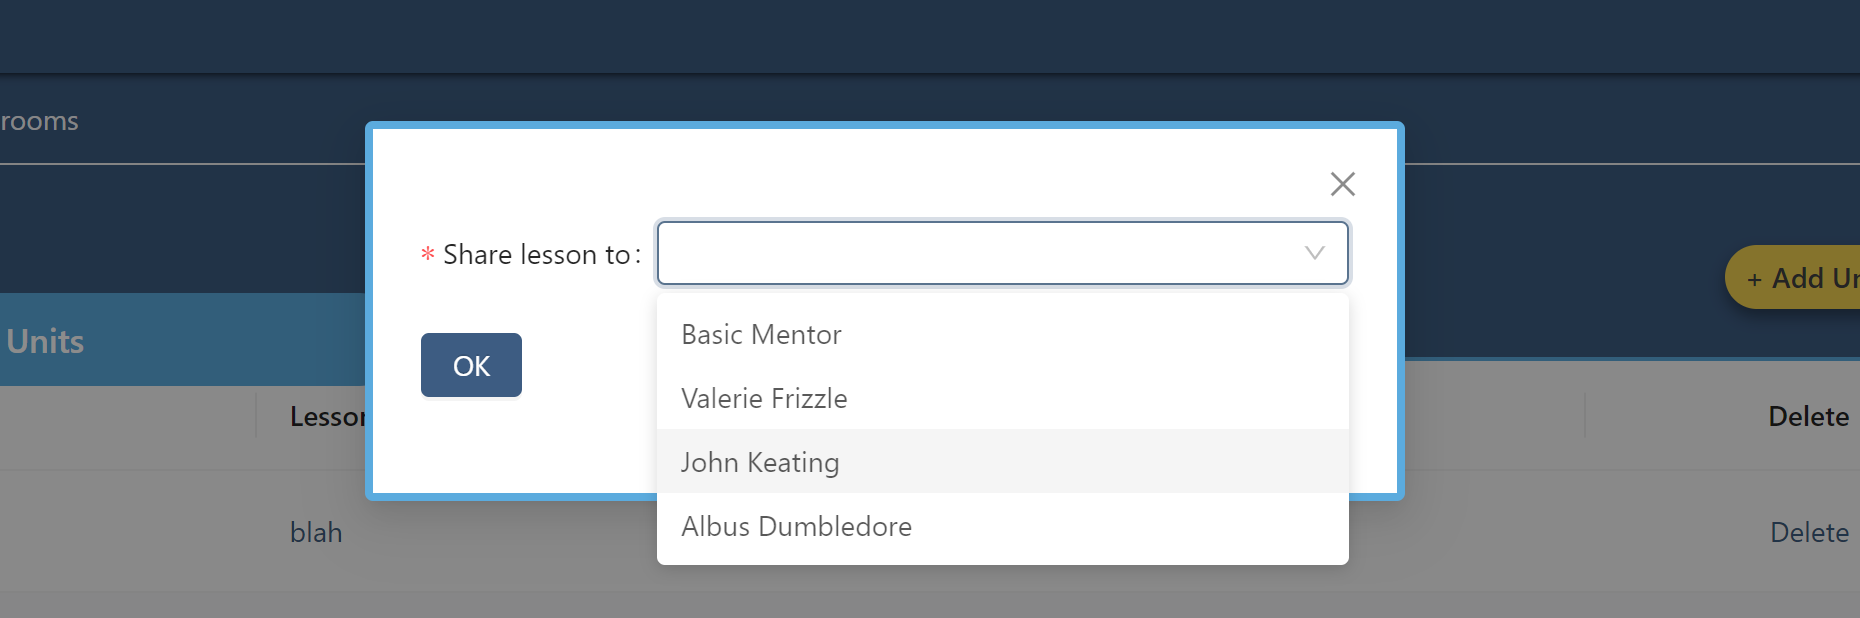 rooms
* Share lesson to:
+ Add Un
Basic Mentor
Units
OK
Valerie Frizzle
Lesson
Delete
John Keating
Albus Dumbledore
blah
Delete